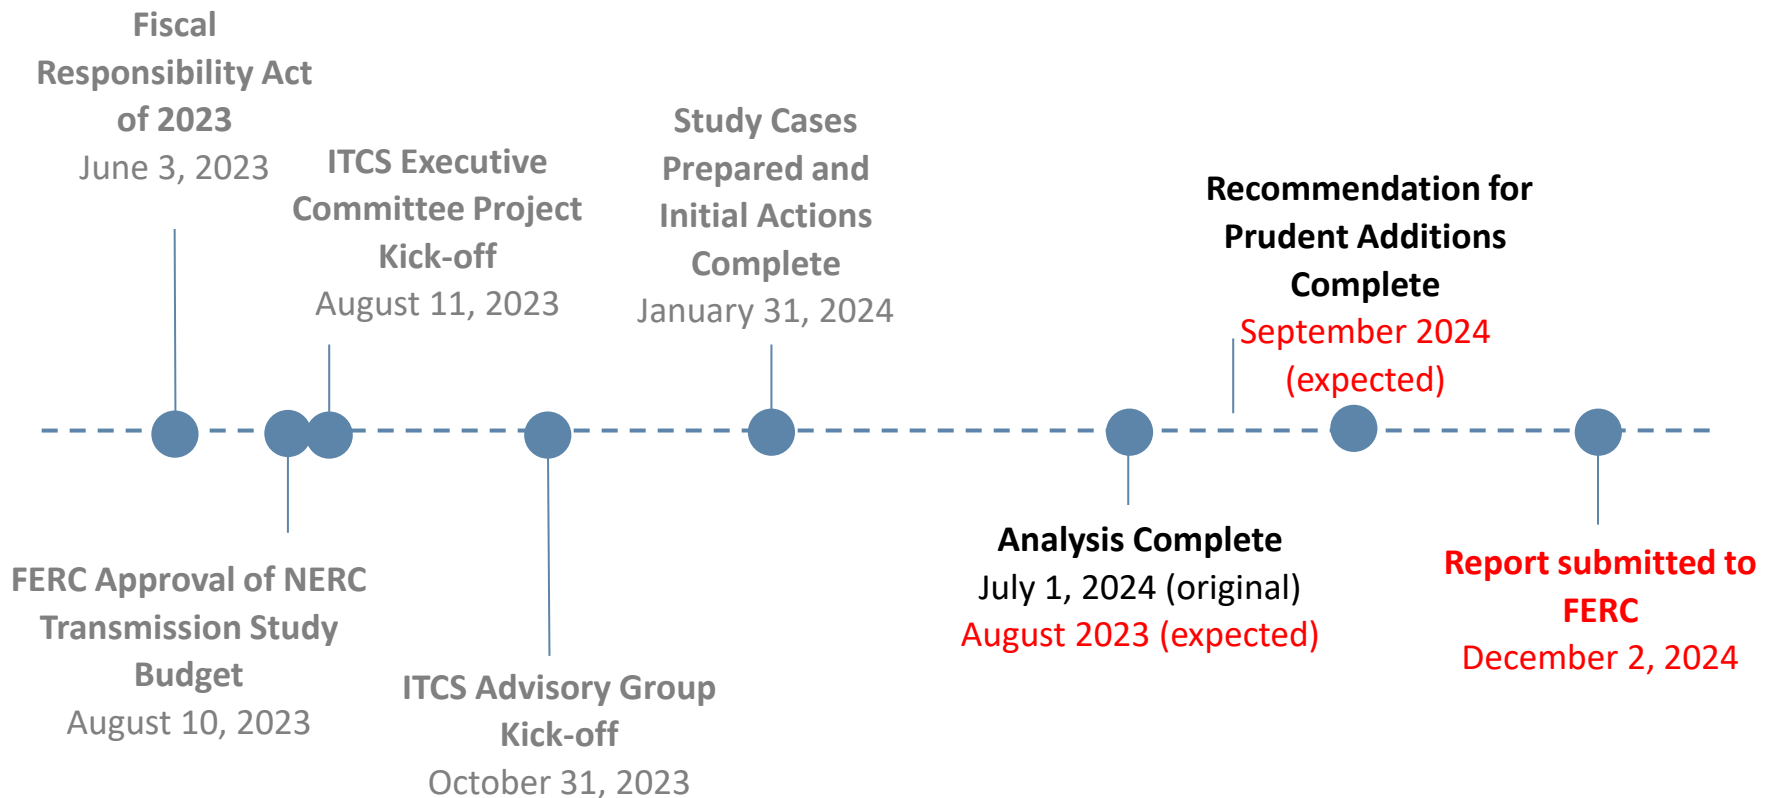 Fiscal
Responsibility Act
of 2023
June 3, 2023
ITCS Executive
Committee Project
Kick-off
August 11, 2023
Study Cases
Prepared and
Initial Actions
Complete
January 31, 2024
Recommendation for
Prudent Additions
Complete
September 2024
(expected)
FERC Approval of NERC
Transmission Study
Budget
August 10, 2023
ITCS Advisory Group
Kick-off
October 31, 2023
Analysis Complete
July 1, 2024 (original)
August 2023 (expected)
Report submitted to
FERC
December 2, 2024